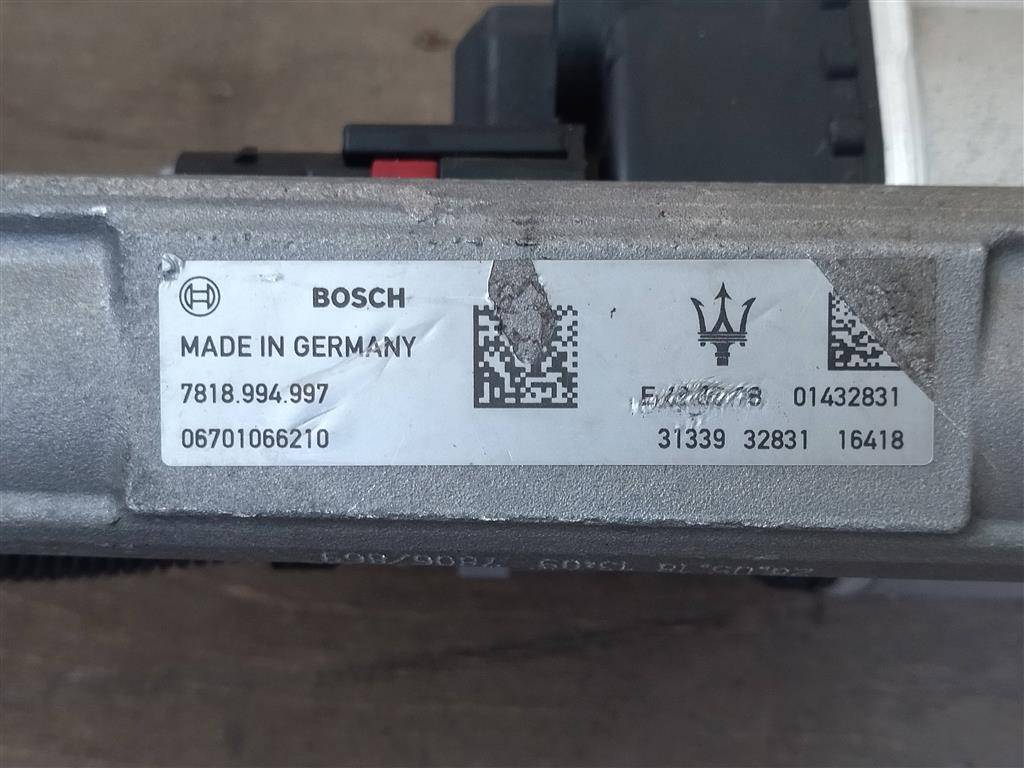 BOSCH
MADE IN GERMANY
7818.994.997
01432831
06701066210
31339 32831 16418